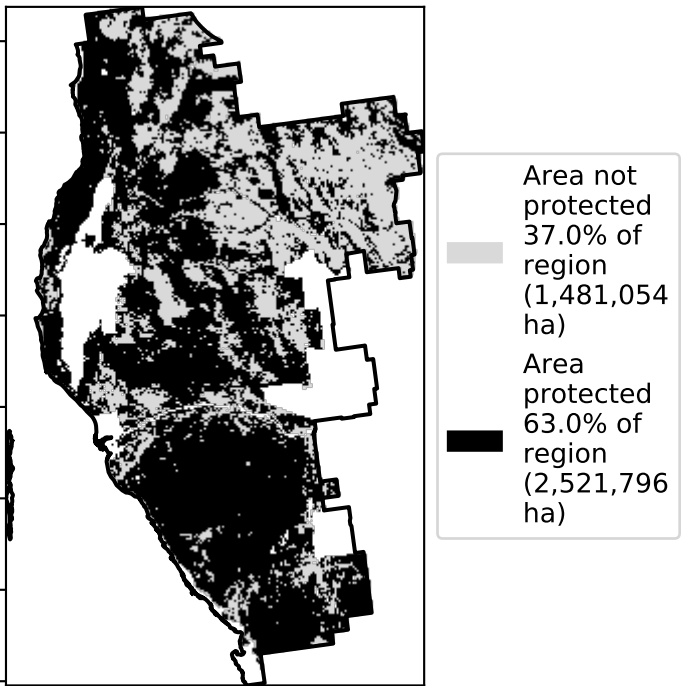 Area not
protected
37.0% of
region
(1,481,054
ha)
Area
protected
63.0% of
region
(2,521,796
ha)